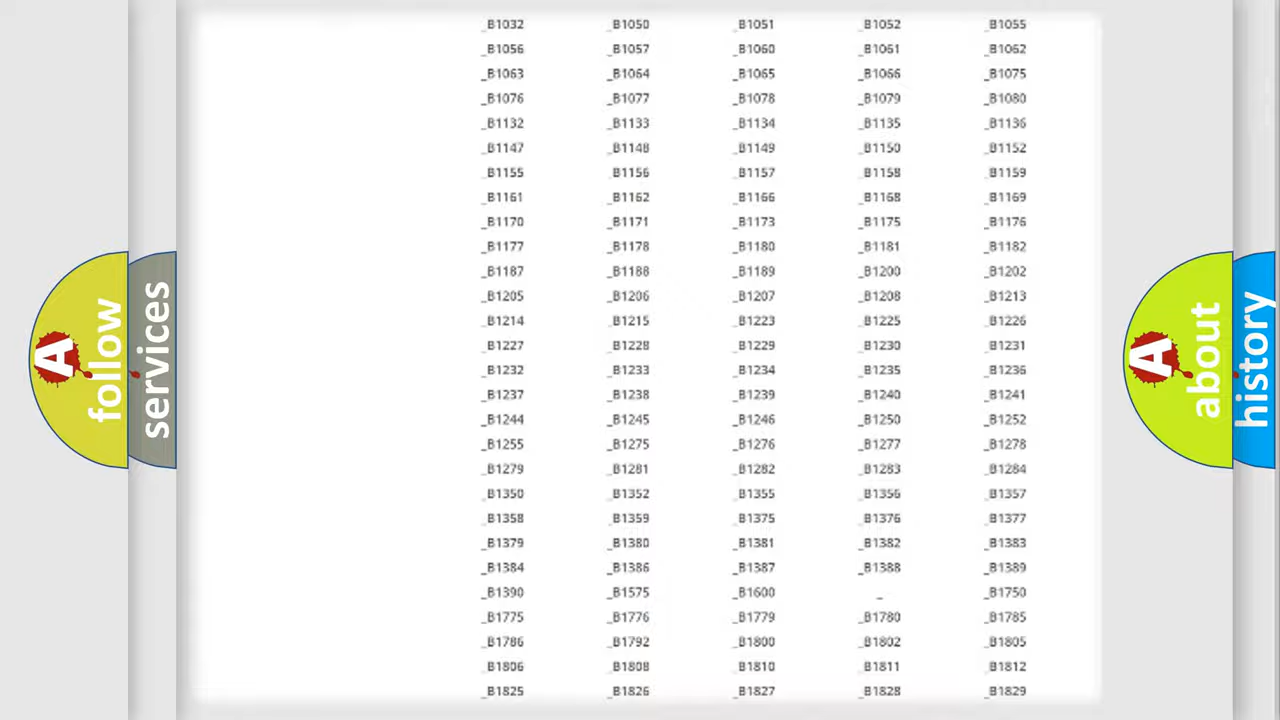 _B1032 _B1050 _B1051 _B1052 _B1055
_B1056 _B1057 _B1060 _B1061 _B1062
_B1063 _B1064 _B1065 _B1066 _B1075
_B1076 _B1077 _B1078 _B1079 _B1080
_B1132 _B1133 _B1134 _B1135 _B1136
_B1147 _B1148 _B1149 _B1150 _B1152
_B1155 _B1156 _B1157 _B1158 _B1159
_B1161 _B1162 _B1166 _B1168 _B1169
_B1170 _B1171 _B1173 _B1175 _B1176
_B1177 _B1178 _B1180 _B1181 _B1182
_B1187 _B1188 _B1189 _B1200 _B1202
_B1205 _B1206 _B1207 _B1208 _B1213
_B1214 _B1215 _B1223 _B1225 _B1226
_B1227 _B1228 _B1229 _B1230 _B1231
_B1232 _B1233 _B1234 _B1235 _B1236
_B1237 _B1238 _B1239 _B1240 _B1241
_B1244 _B1245 _B1246 _B1250 _B1252
_B1255 _B1275 _B1276 _B1277 _B1278
_B1279 _B1281 _B1282 _B1283 _B1284
_B1350 _B1352 _B1355 _B1356 _B1357
_B1358 _B1359 _B1375 _B1376 _B1377
_B1379 _B1380 _B1381 _B1382 _B1383
_B1384 _B1386 _B1387 _B1388 _B1389
_B1390 _B1575 _B1600 _ _B1750
_B1775 _B1776 _B1779 _B1780 _B1785
_B1786 _B1792 _B1800 _B1802 _B1805
_B1806 _B1808 _B1810 _B1811 _B1812
_B1825 _B1826 _B1827 _B1828 _B1829
A follow
services
A about
history